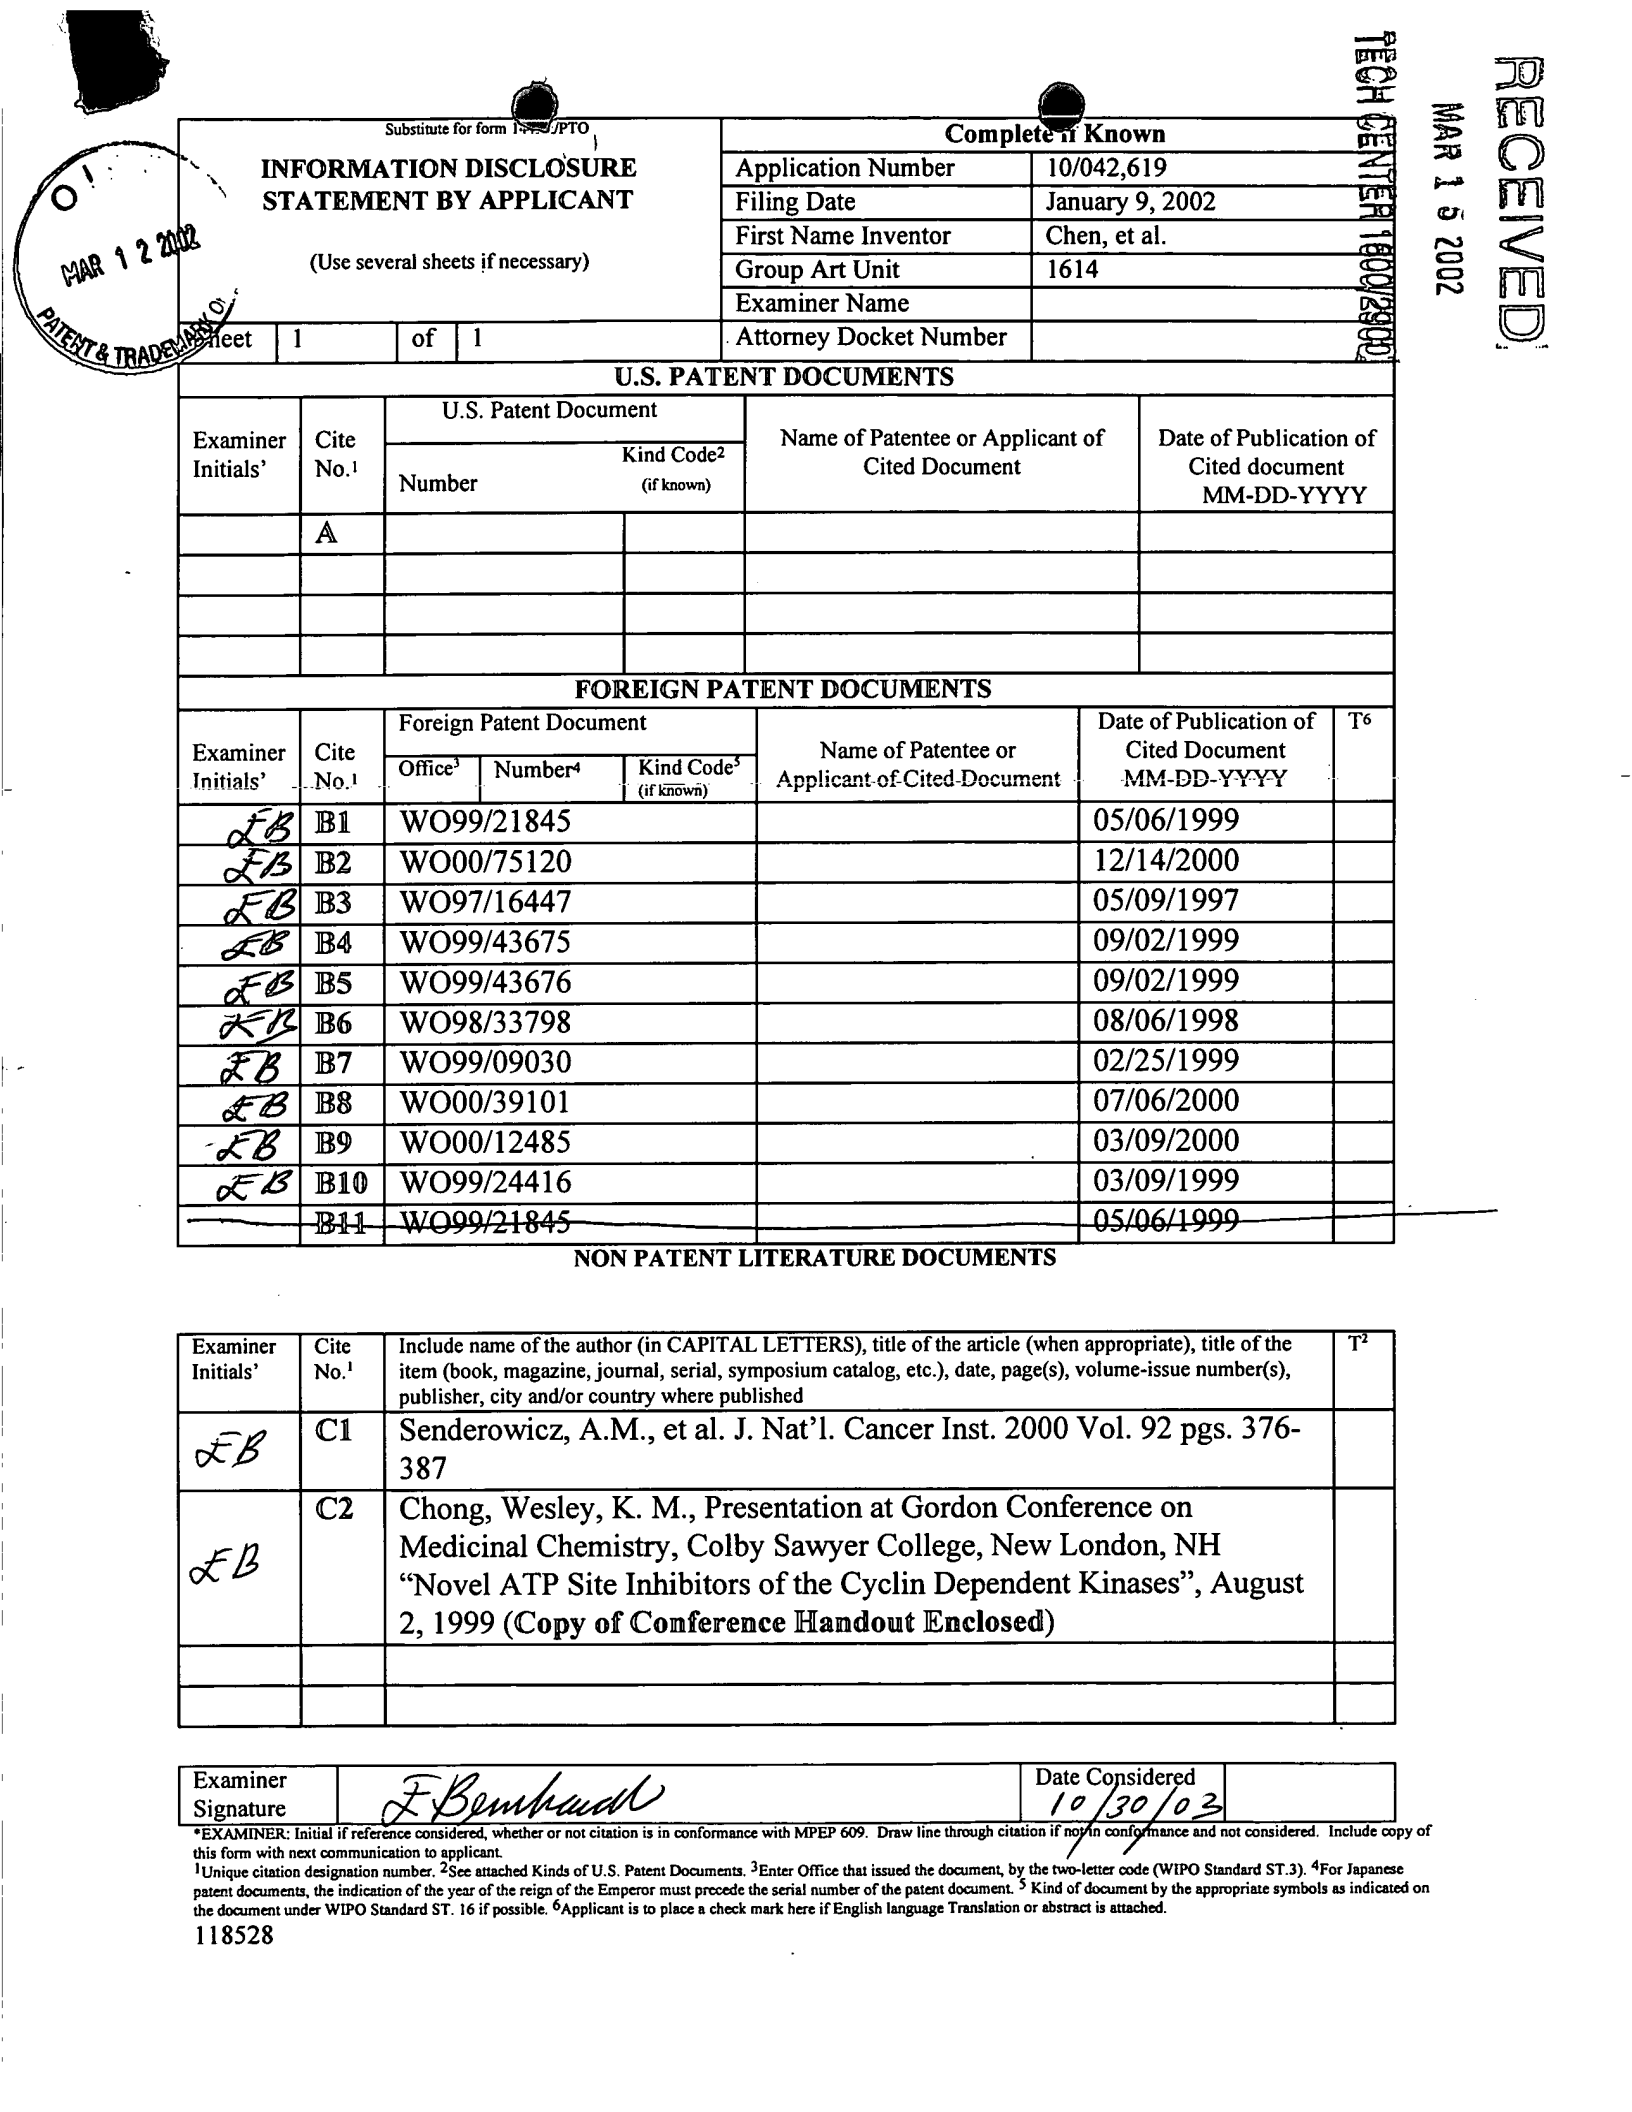 RECEIVED
MAR 15 2002
TECH CENTER 1600/2900
MAR 12 2002
PATENT & TRADEMARK
Substitute for form /PTO
INFORMATION DISCLOSURE
STATEMENT BY APPLICANT
(Use several sheets if necessary)
Sheet 1 of 1
Complete if Known
Application Number 10/042,619
Filing Date January 9, 2002
First Name Inventor Chen, et al.
Group Art Unit 1614
Examiner Name
Attorney Docket Number
U.S. PATENT DOCUMENTS
Examiner Initials’ Cite No.1 U.S. Patent Document Number Kind Code2 (if known) Name of Patentee or Applicant of Cited Document Date of Publication of Cited document MM-DD-YYYY
A
FOREIGN PATENT DOCUMENTS
Examiner Initials’ Cite No.1 Foreign Patent Document Office3 Number4 Kind Code5 (if known) Name of Patentee or Applicant of Cited Document Date of Publication of Cited Document MM-DD-YYYY T6
EB B1 WO99/21845 05/06/1999
EB B2 WO00/75120 12/14/2000
EB B3 WO97/16447 05/09/1997
EB B4 WO99/43675 09/02/1999
EB B5 WO99/43676 09/02/1999
EB B6 WO98/33798 08/06/1998
EB B7 WO99/09030 02/25/1999
EB B8 WO00/39101 07/06/2000
EB B9 WO00/12485 03/09/2000
EB B10 WO99/24416 03/09/1999
B11 WO99/21845 05/06/1999
NON PATENT LITERATURE DOCUMENTS
Examiner Initials’ Cite No.1 Include name of the author (in CAPITAL LETTERS), title of the article (when appropriate), title of the T2
item (book, magazine, journal, serial, symposium catalog, etc.), date, page(s), volume-issue number(s),
publisher, city and/or country where published
EB C1 Senderowicz, A.M., et al. J. Nat’l. Cancer Inst. 2000 Vol. 92 pgs. 376-
387
EB C2 Chong, Wesley, K. M., Presentation at Gordon Conference on
Medicinal Chemistry, Colby Sawyer College, New London, NH
“Novel ATP Site Inhibitors of the Cyclin Dependent Kinases”, August
2, 1999 (Copy of Conference Handout Enclosed)
Examiner Signature E Bernhardt Date Considered 10/30/03
*EXAMINER: Initial if reference considered, whether or not citation is in conformance with MPEP 609. Draw line through citation if not in conformance and not considered. Include copy of
this form with next communication to applicant.
1Unique citation designation number. 2See attached Kinds of U.S. Patent Documents. 3Enter Office that issued the document, by the two-letter code (WIPO Standard ST.3). 4For Japanese
patent documents, the indication of the year of the reign of the Emperor must precede the serial number of the patent document. 5 Kind of document by the appropriate symbols as indicated on
the document under WIPO Standard ST. 16 if possible. 6Applicant is to place a check mark here if English language Translation or abstract is attached.
118528